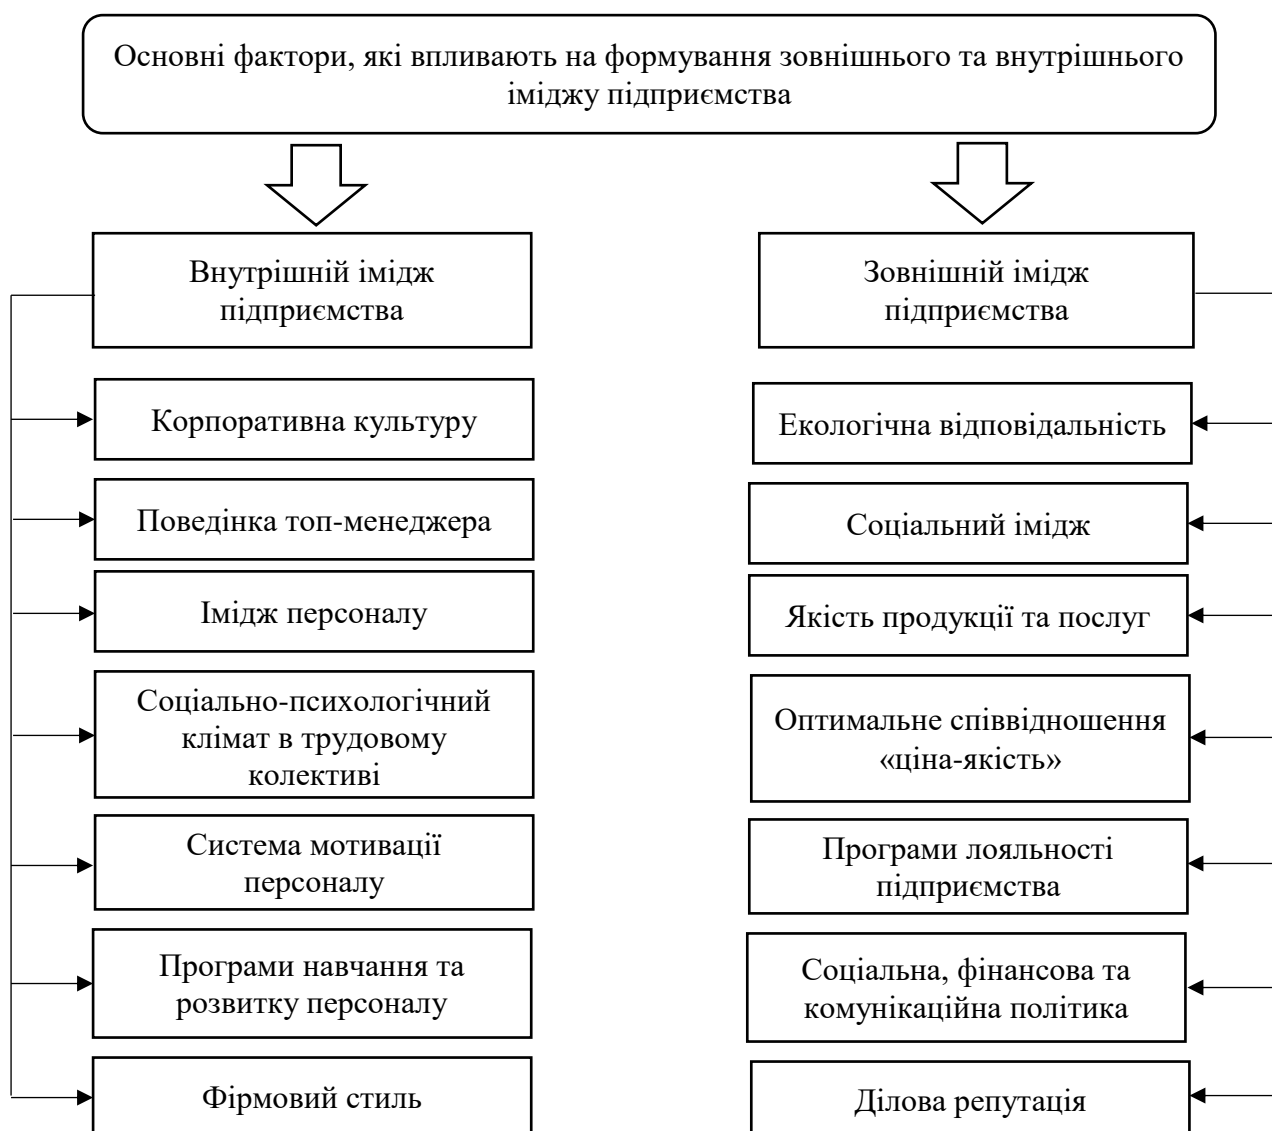 Основні фактори, які впливають на формування зовнішнього та внутрішнього
іміджу підприємства
Внутрішній імідж
підприємства
Корпоративна культуру
Поведінка топ-менеджера
Імідж персоналу
Соціально-психологічний
клімат в трудовому
колективі
Система мотивації
персоналу
Програми навчання та
розвитку персоналу
Фірмовий стиль
Зовнішній імідж
підприємства
Екологічна відповідальність
Соціальний імідж
Якість продукції та послуг
Оптимальне співвідношення
«ціна-якість»
Програми лояльності
підприємства
Соціальна, фінансова та
комунікаційна політика
Ділова репутація